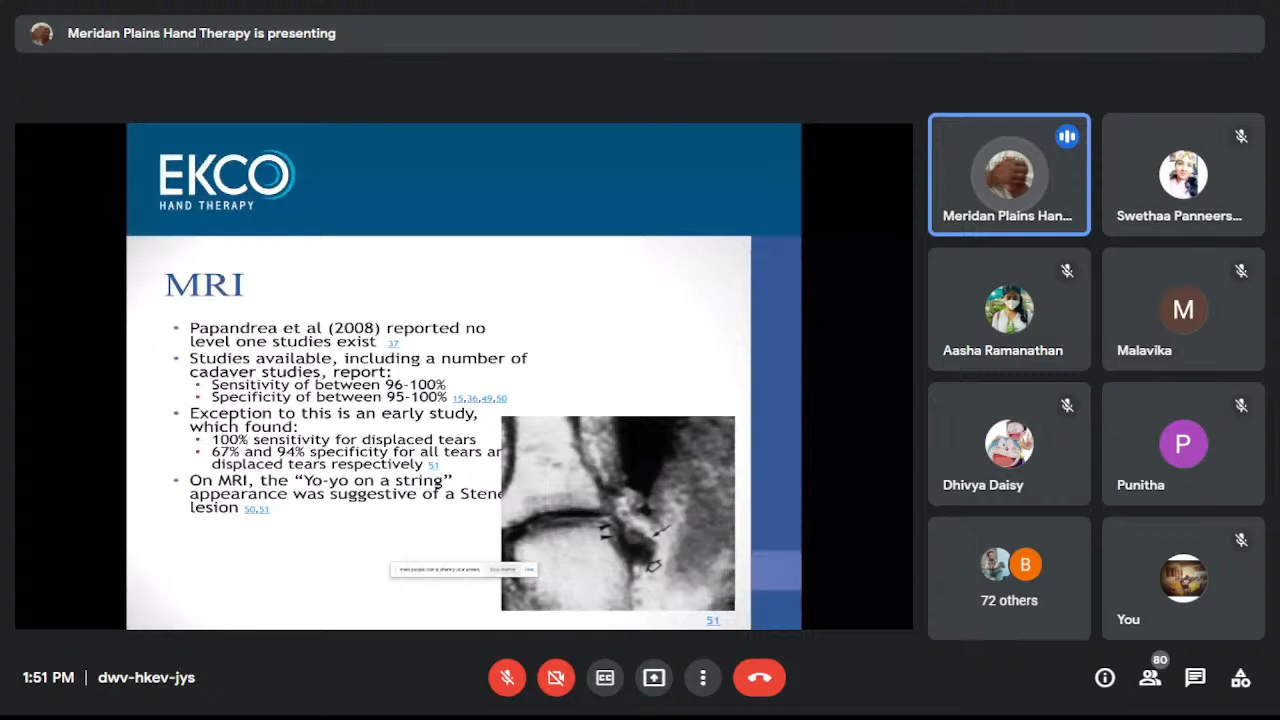 Meridan Plains Hand Therapy is presenting
EKCO
HAND THERAPY
MRI
• Papandrea et al (2008) reported no
level one studies exist 37
• Studies available, including a number of
cadaver studies, report:
• Sensitivity of between 96-100%
• Specificity of between 95-100% 15,36,49,50
• Exception to this is an early study,
which found:
• 100% sensitivity for displaced tears
• 67% and 94% specificity for all tears an
displaced tears respectively 51
• On MRI, the “Yo-yo on a string”
appearance was suggestive of a Stene
lesion 50,51
51
Meridan Plains Han...
Swethaa Panneers...
Aasha Ramanathan
M
Malavika
Dhivya Daisy
P
Punitha
B
72 others
You
1:51 PM | dwv-hkev-jys
80